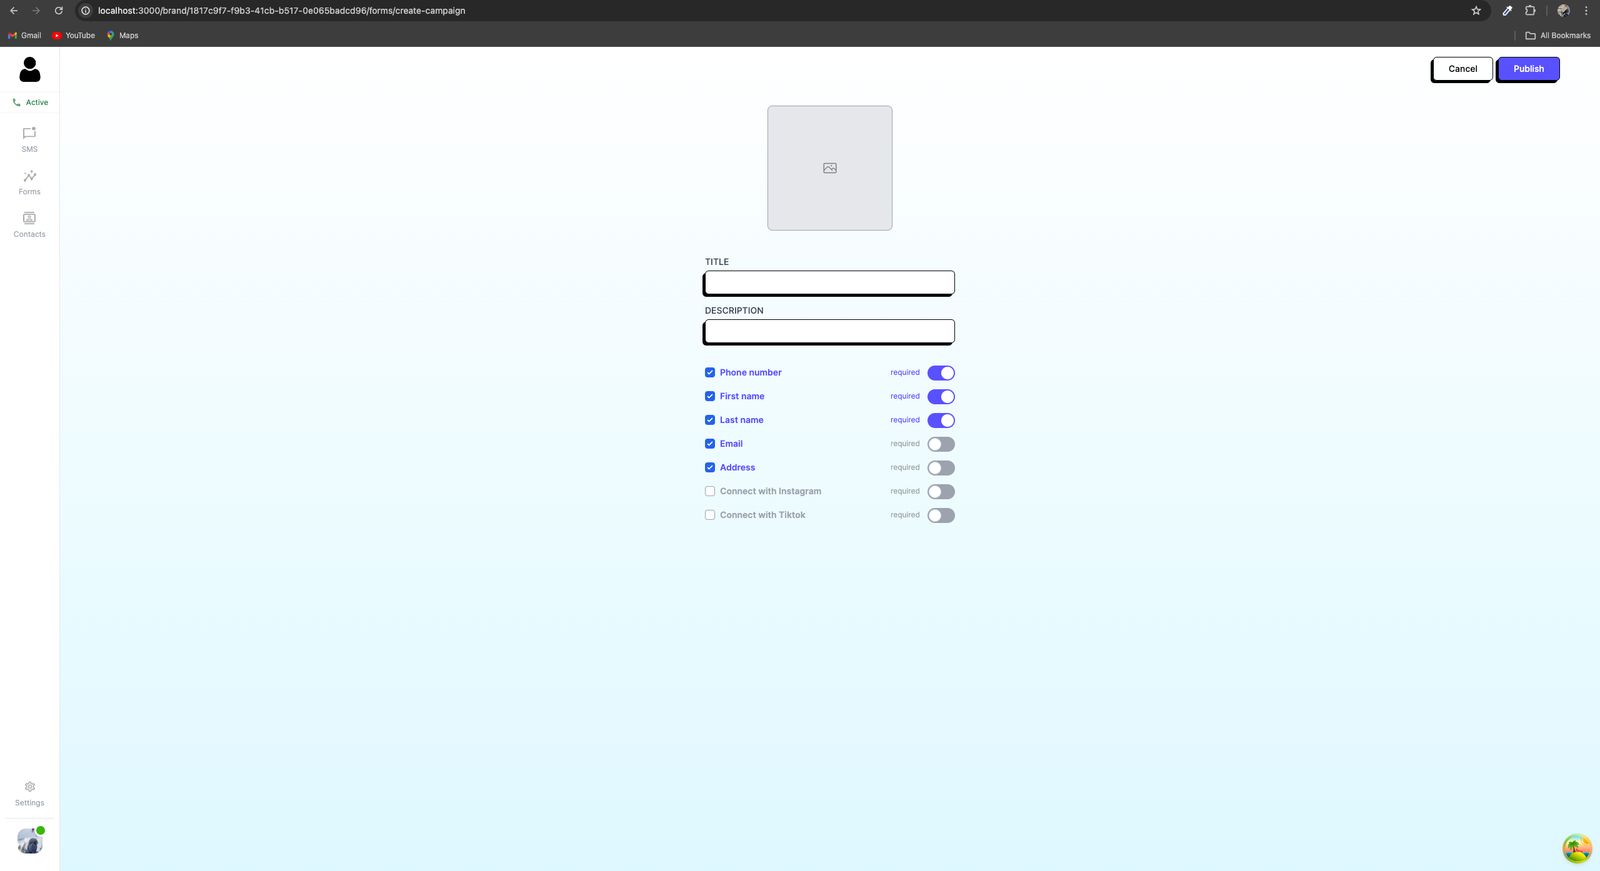 localhost:3000/brand/1817c9f7-f9b3-41cb-b517-0e065badcd96/forms/create-campaign
Gmail YouTube Maps All Bookmarks
Cancel Publish
Active
SMS
Forms
Contacts
TITLE
DESCRIPTION
Phone number required
First name required
Last name required
Email required
Address required
Connect with Instagram required
Connect with Tiktok required
Settings